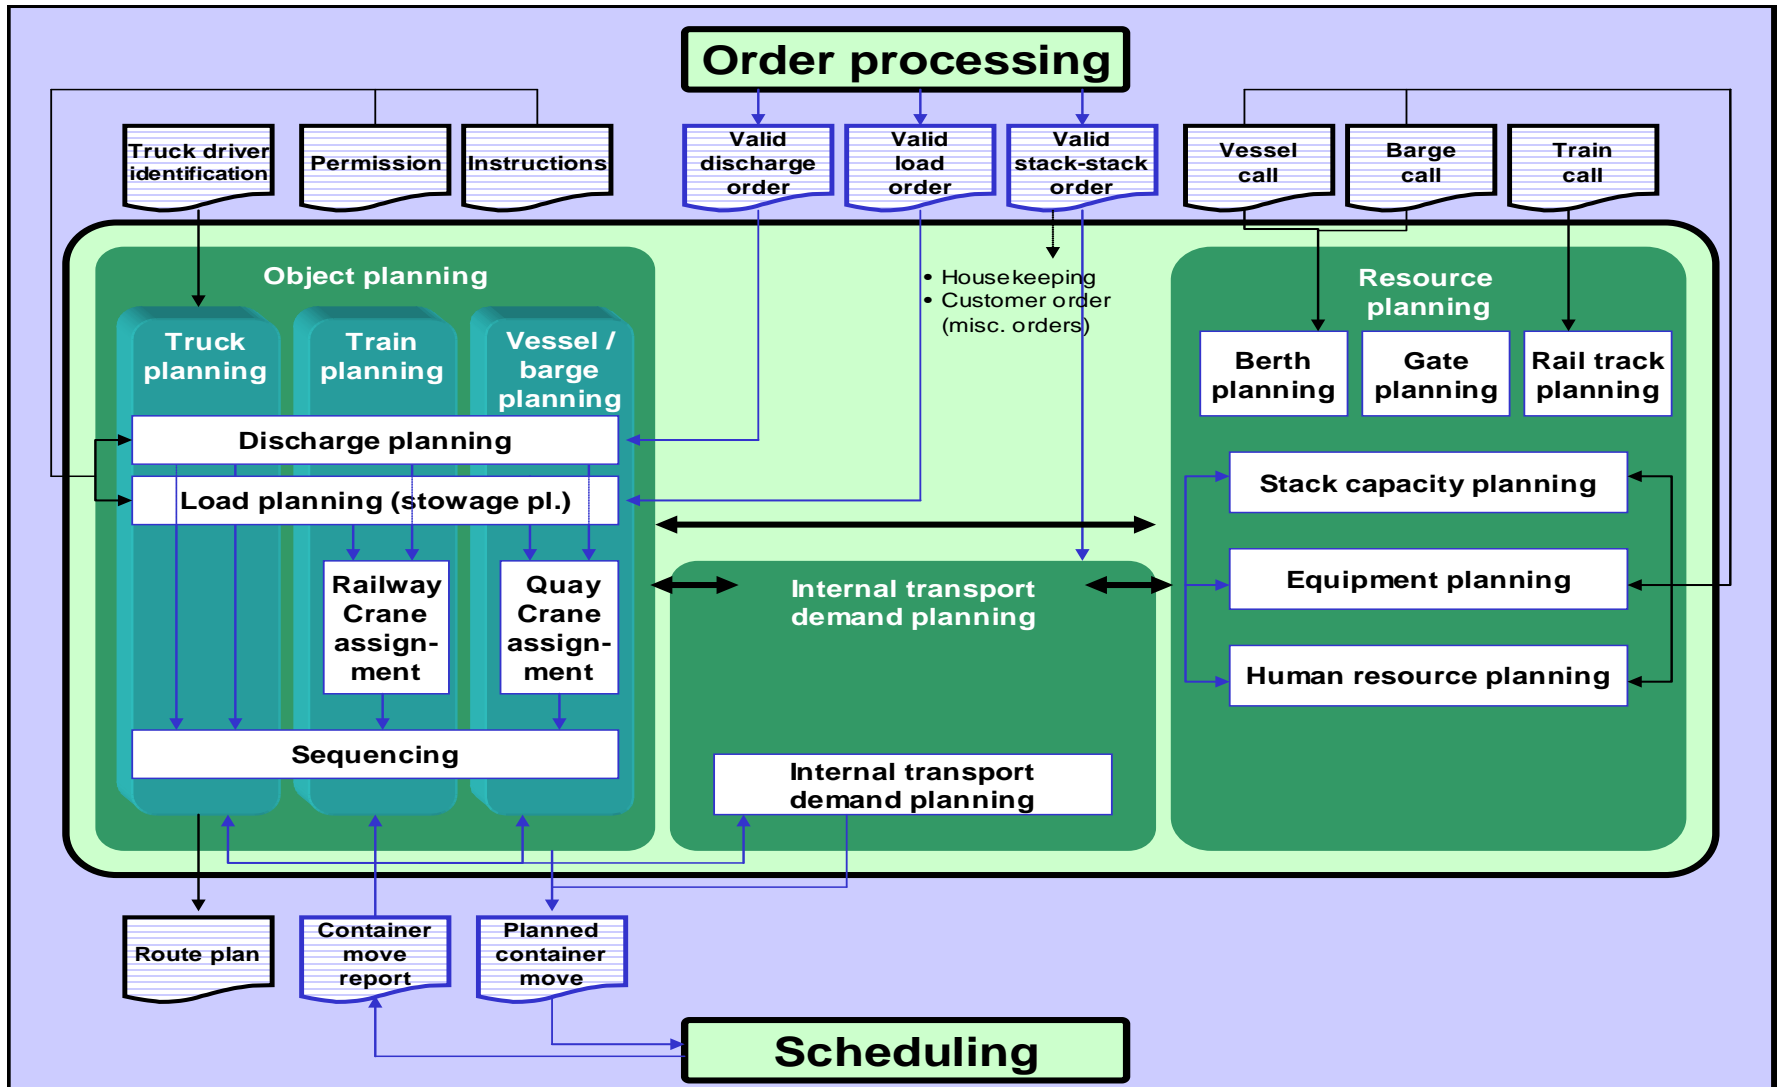 Order processing
Truck driver
identification
Permission
Instructions
Valid
discharge
order
Valid
load
order
Valid
stack-stack
order
Vessel
call
Barge
call
Train
call
Object planning
• Housekeeping
• Customer order
(misc. orders)
Resource
planning
Truck
planning
Train
planning
Vessel /
barge
planning
Berth
planning
Gate
planning
Rail track
planning
Discharge planning
Load planning (stowage pl.)
Stack capacity planning
Railway
Crane
assign-
ment
Quay
Crane
assign-
ment
Internal transport
demand planning
Equipment planning
Human resource planning
Sequencing
Internal transport
demand planning
Route plan
Container
move
report
Planned
container
move
Scheduling